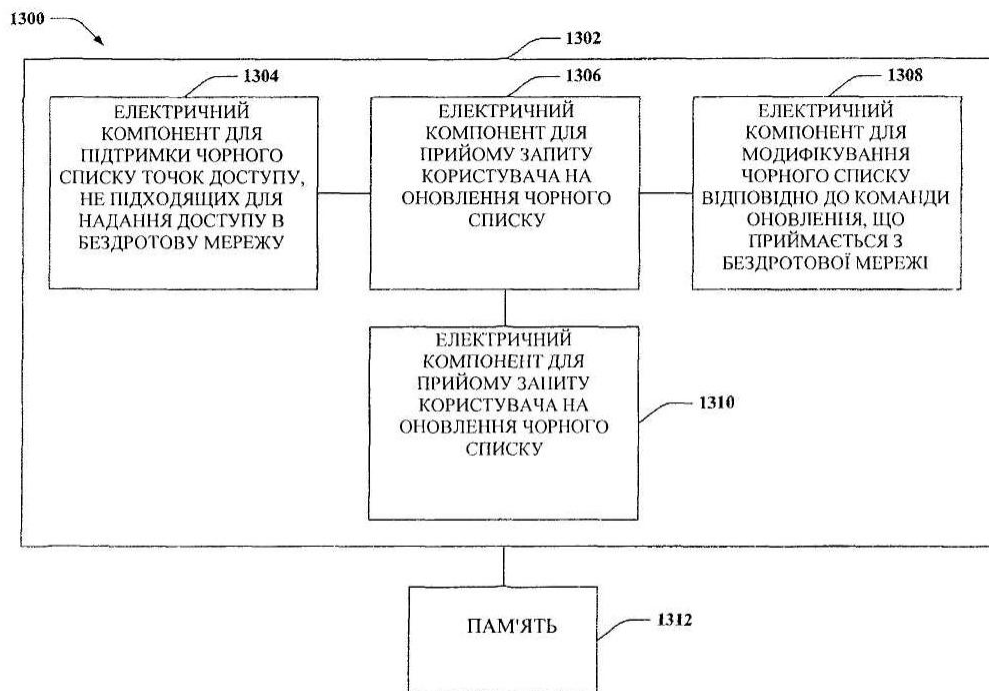 1300
1302
1304
1306
1308
ЕЛЕКТРИЧНИЙ
КОМПОНЕНТ ДЛЯ
ПІДТРИМКИ ЧОРНОГО
СПИСКУ ТОЧОК ДОСТУПУ,
НЕ ПІДХОДЯЩИХ ДЛЯ
НАДАННЯ ДОСТУПУ В
БЕЗДРОТОВУ МЕРЕЖУ
ЕЛЕКТРИЧНИЙ
КОМПОНЕНТ ДЛЯ
ПРИЙОМУ ЗАПИТУ
КОРИСТУВАЧА НА
ОНОВЛЕННЯ ЧОРНОГО
СПИСКУ
ЕЛЕКТРИЧНИЙ
КОМПОНЕНТ ДЛЯ
МОДИФІКУВАННЯ
ЧОРНОГО СПИСКУ
ВІДПОВІДНО ДО КОМАНДИ
ОНОВЛЕННЯ, ЩО
ПРИЙМАЄТЬСЯ З
БЕЗДРОТОВОЇ МЕРЕЖІ
ЕЛЕКТРИЧНИЙ
КОМПОНЕНТ ДЛЯ
ПРИЙОМУ ЗАПИТУ
КОРИСТУВАЧА НА
ОНОВЛЕННЯ ЧОРНОГО
СПИСКУ
1310
ПАМ'ЯТЬ
1312